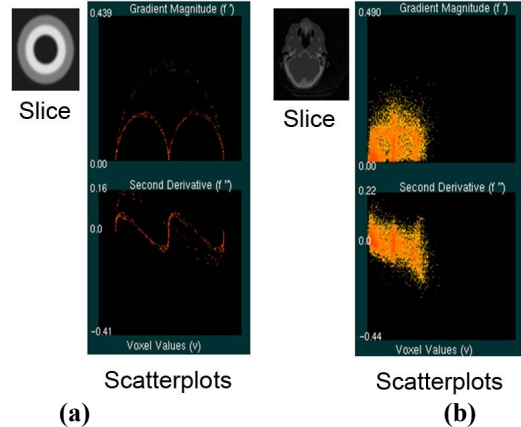 Slice
Gradient Magnitude (f ')
0.439
0.00
Second Derivative (f '')
0.16
0.0
-0.41
Voxel Values (v)
Scatterplots
(a)
Slice
Gradient Magnitude (f ')
0.490
0.00
Second Derivative (f '')
0.22
0.0
-0.44
Voxel Values (v)
Scatterplots
(b)